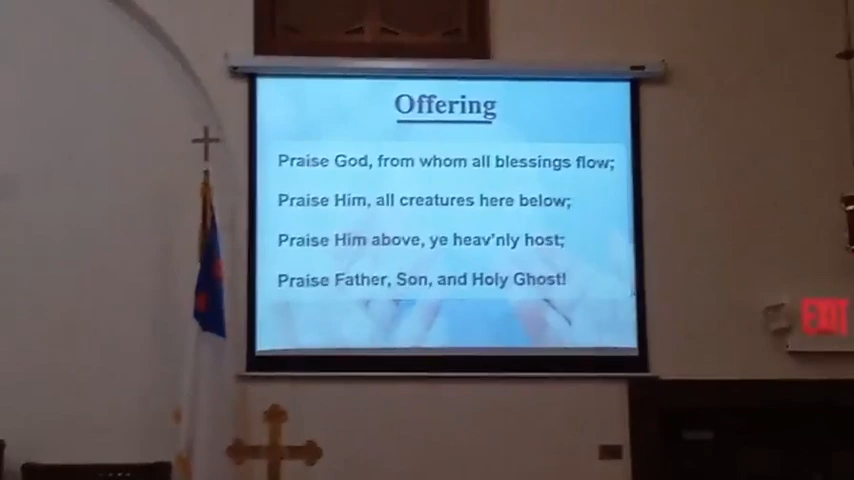 Offering
Praise God, from whom all blessings flow;
Praise Him, all creatures here below;
Praise Him above, ye heav'nly host;
Praise Father, Son, and Holy Ghost!
EXIT